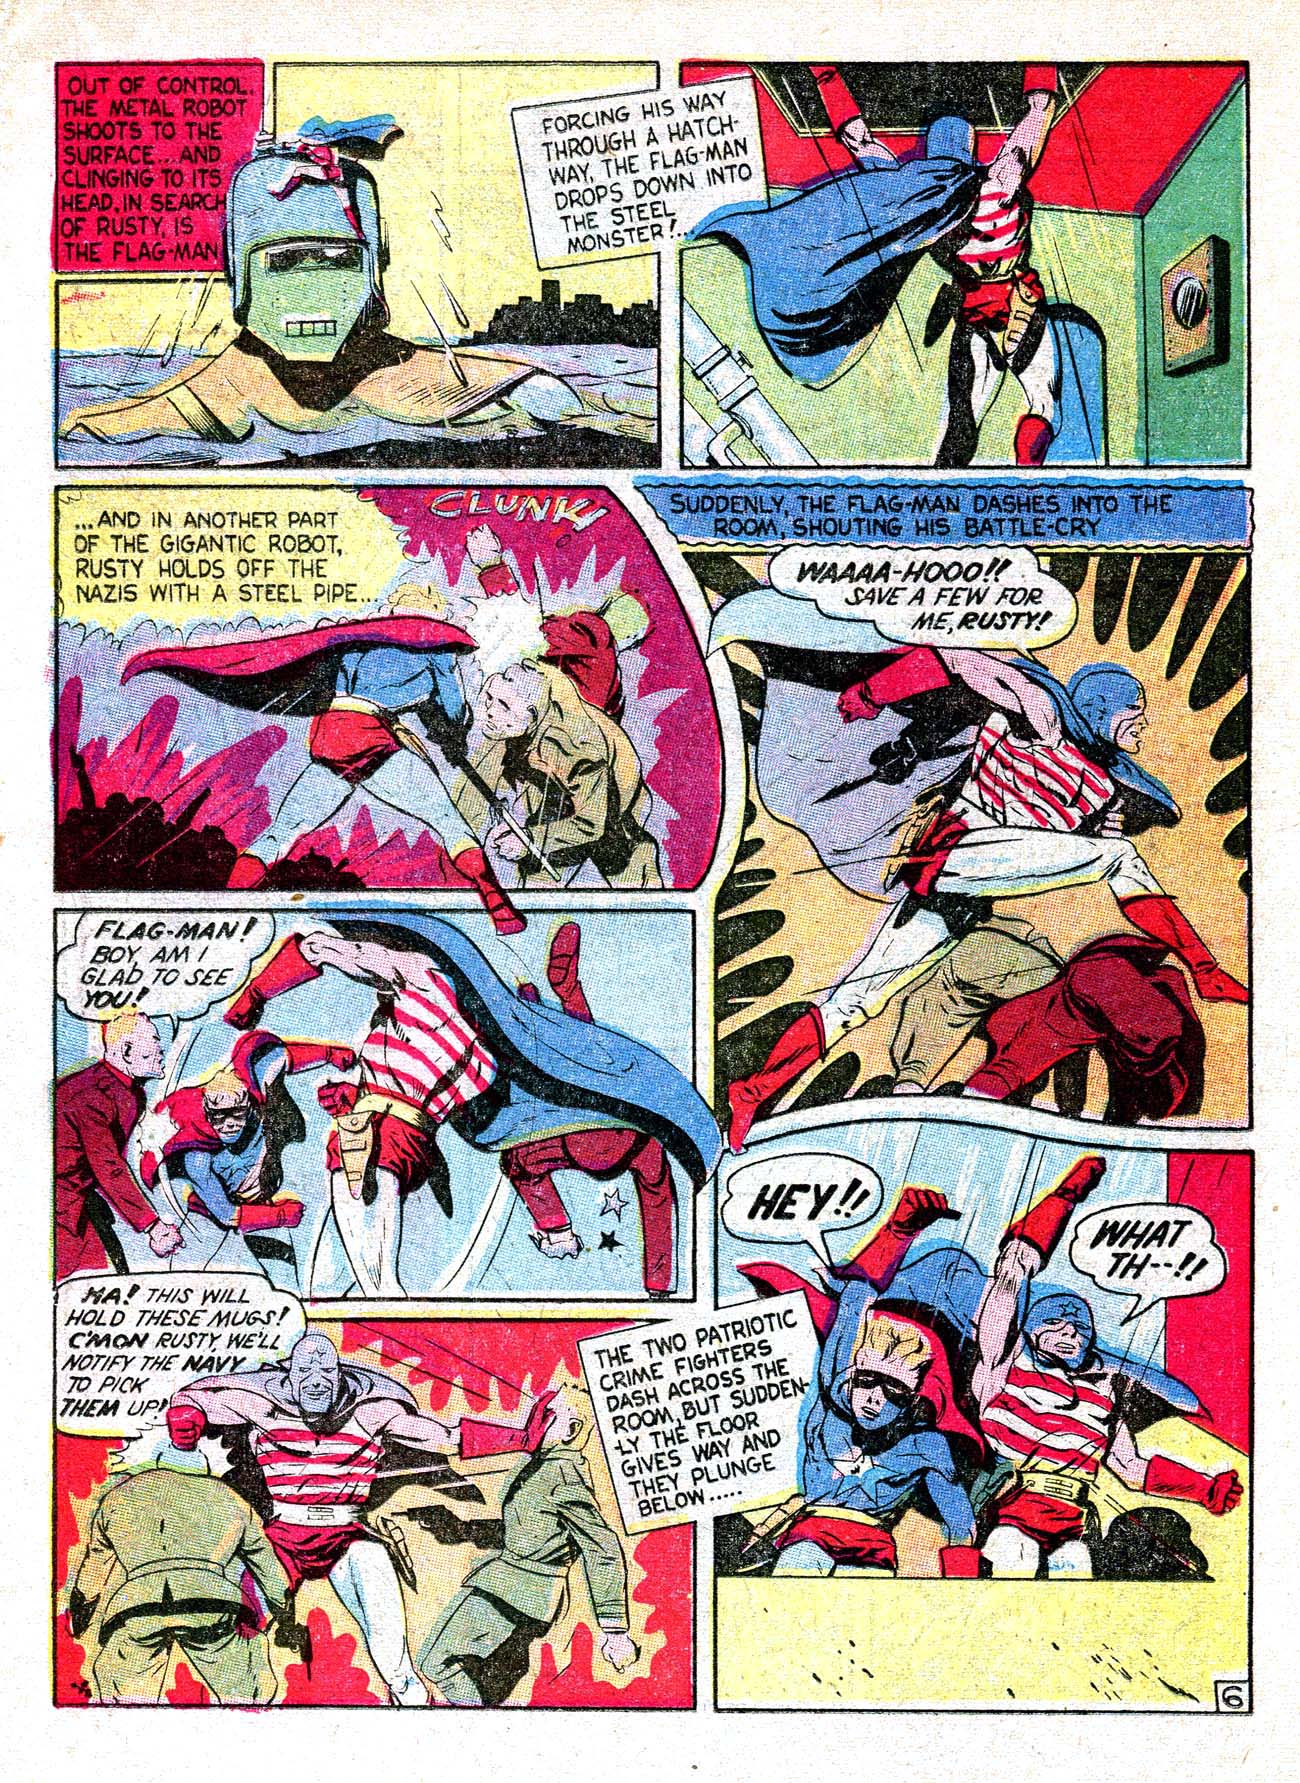 OUT OF CONTROL,
THE METAL ROBOT
SHOOTS TO THE
SURFACE...AND
CLINGING TO ITS
HEAD, IN SEARCH
OF RUSTY, IS
THE FLAG-MAN
FORCING HIS WAY
THROUGH A HATCH-
WAY, THE FLAG-MAN
DROPS DOWN INTO
THE STEEL
MONSTER!...
...AND IN ANOTHER PART
OF THE GIGANTIC ROBOT,
RUSTY HOLDS OFF THE
NAZIS WITH A STEEL PIPE...
CLUNK!
SUDDENLY, THE FLAG-MAN DASHES INTO THE
ROOM, SHOUTING HIS BATTLE-CRY
WAAAA-HOOO!!
SAVE A FEW FOR
ME, RUSTY!
FLAG-MAN!
BOY, AM I
GLAD TO SEE
YOU!
HA! THIS WILL
HOLD THESE MUGS!
C'MON RUSTY, WE'LL
NOTIFY THE NAVY
TO PICK
THEM UP!
THE TWO PATRIOTIC
CRIME FIGHTERS
DASH ACROSS THE
ROOM, BUT SUDDEN-
-LY THE FLOOR
GIVES WAY AND
THEY PLUNGE
BELOW.....
HEY!!
WHAT
TH--!!
6